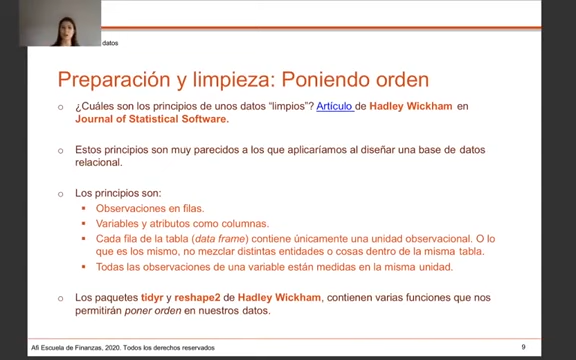 datos
Preparación y limpieza: Poniendo orden
o ¿Cuáles son los principios de unos datos “limpios”? Artículo de Hadley Wickham en
Journal of Statistical Software.
o Estos principios son muy parecidos a los que aplicaríamos al diseñar una base de datos
relacional.
o Los principios son:
▪ Observaciones en filas.
▪ Variables y atributos como columnas.
▪ Cada fila de la tabla (data frame) contiene únicamente una unidad observacional. O lo
que es los mismo, no mezclar distintas entidades o cosas dentro de la misma tabla.
▪ Todas las observaciones de una variable están medidas en la misma unidad.
o Los paquetes tidyr y reshape2 de Hadley Wickham, contienen varias funciones que nos
permitirán poner orden en nuestros datos.
Afi Escuela de Finanzas, 2020. Todos los derechos reservados
9